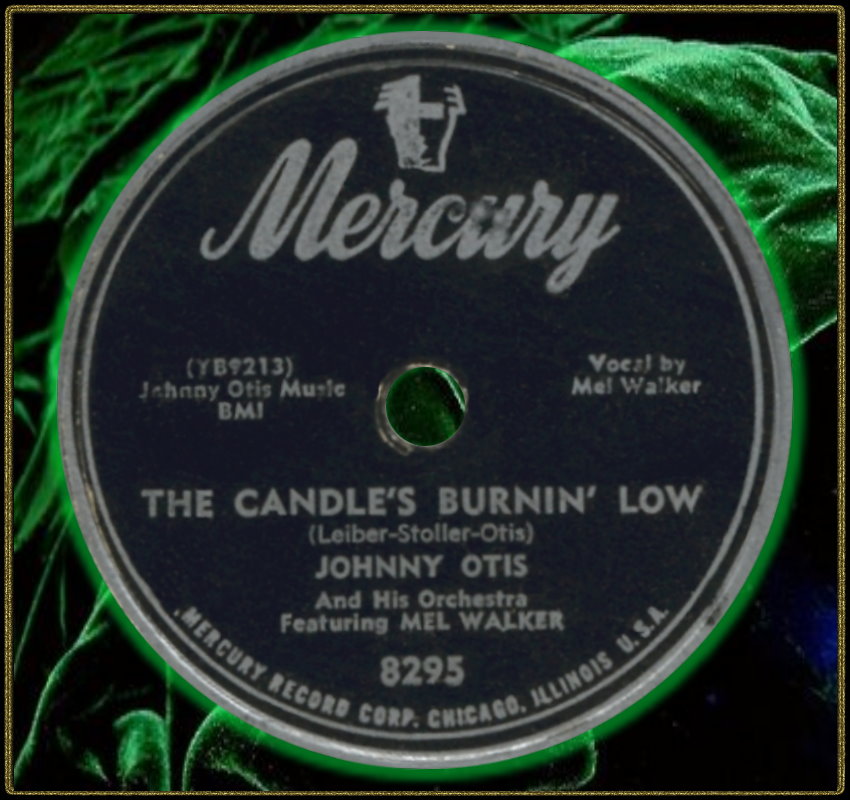 Mercury
(YB9213)
Johnny Otis Music
BMI
Vocal by
Mel Walker
THE CANDLE'S BURNIN' LOW
(Leiber-Stoller-Otis)
JOHNNY OTIS
And His Orchestra
Featuring MEL WALKER
8295
MERCURY RECORD CORP. CHICAGO, ILLINOIS U.S.A.